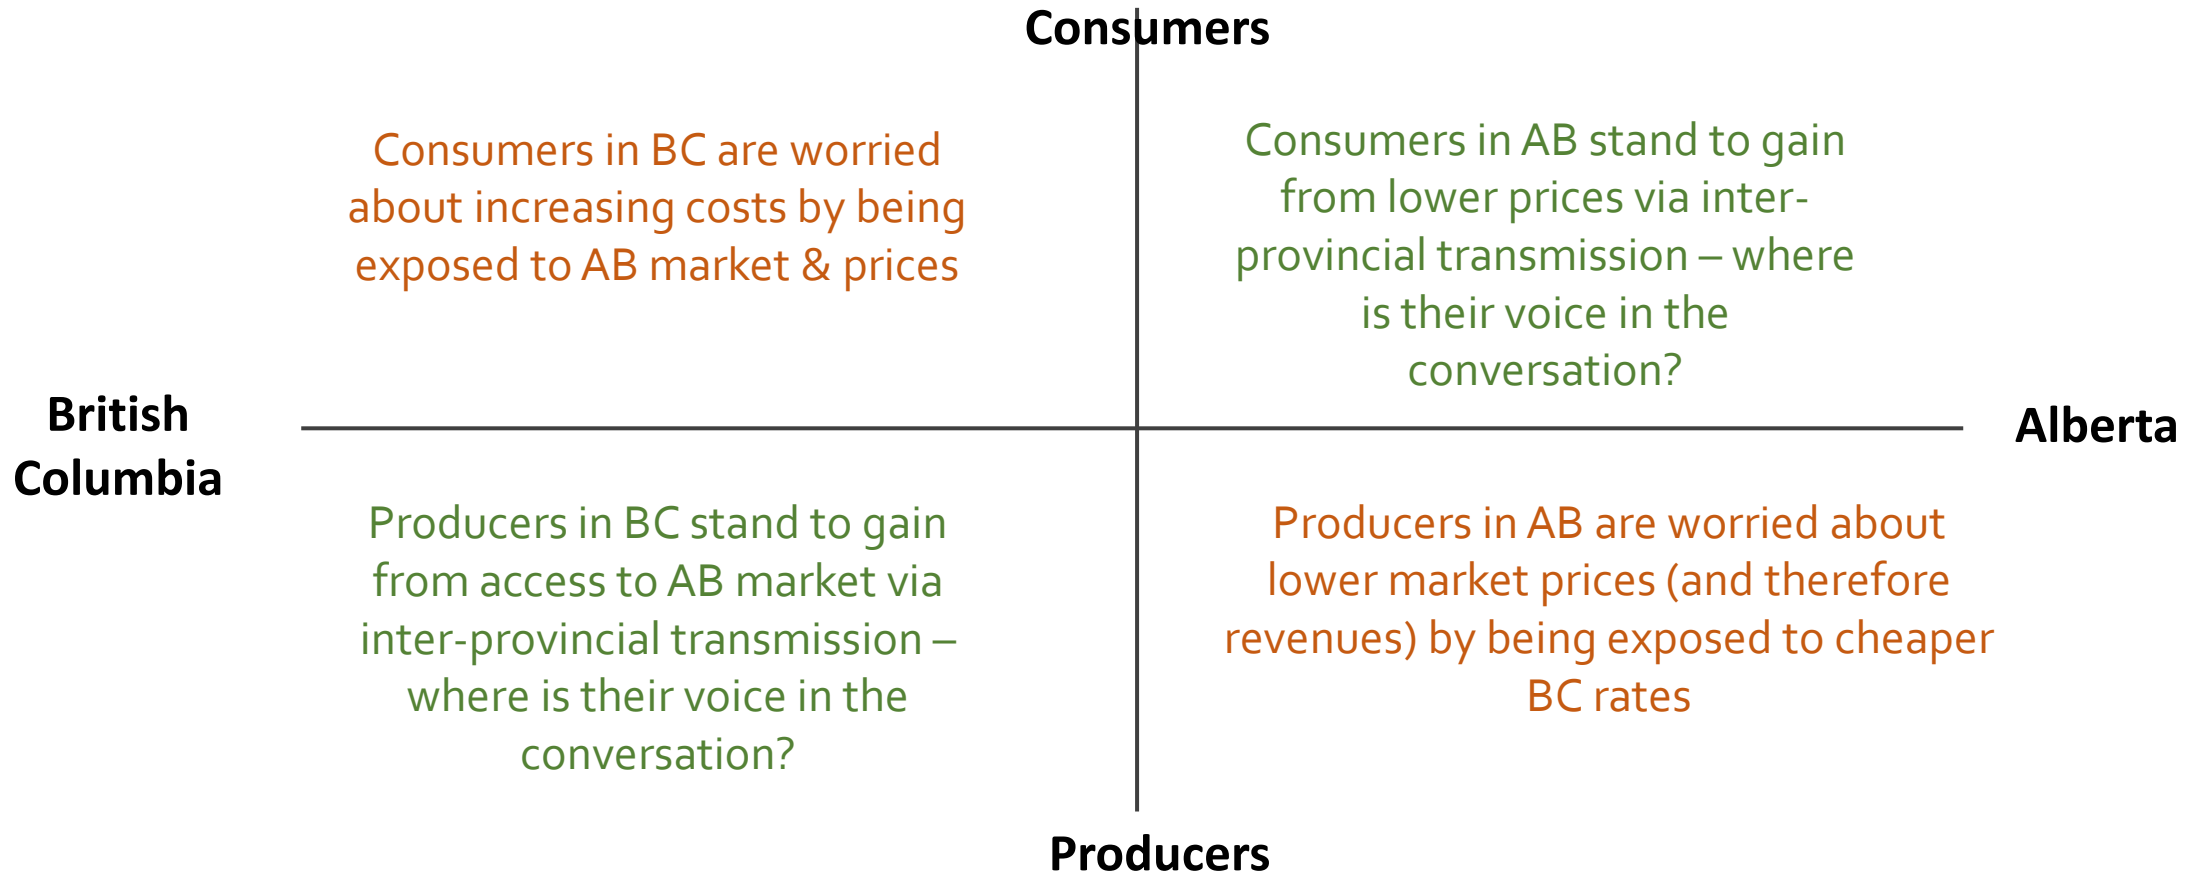 Consumers
Consumers in BC are worried
about increasing costs by being
exposed to AB market & prices
Consumers in AB stand to gain
from lower prices via inter-
provincial transmission – where
is their voice in the
conversation?
British
Columbia
Alberta
Producers in BC stand to gain
from access to AB market via
inter-provincial transmission –
where is their voice in the
conversation?
Producers in AB are worried about
lower market prices (and therefore
revenues) by being exposed to cheaper
BC rates
Producers